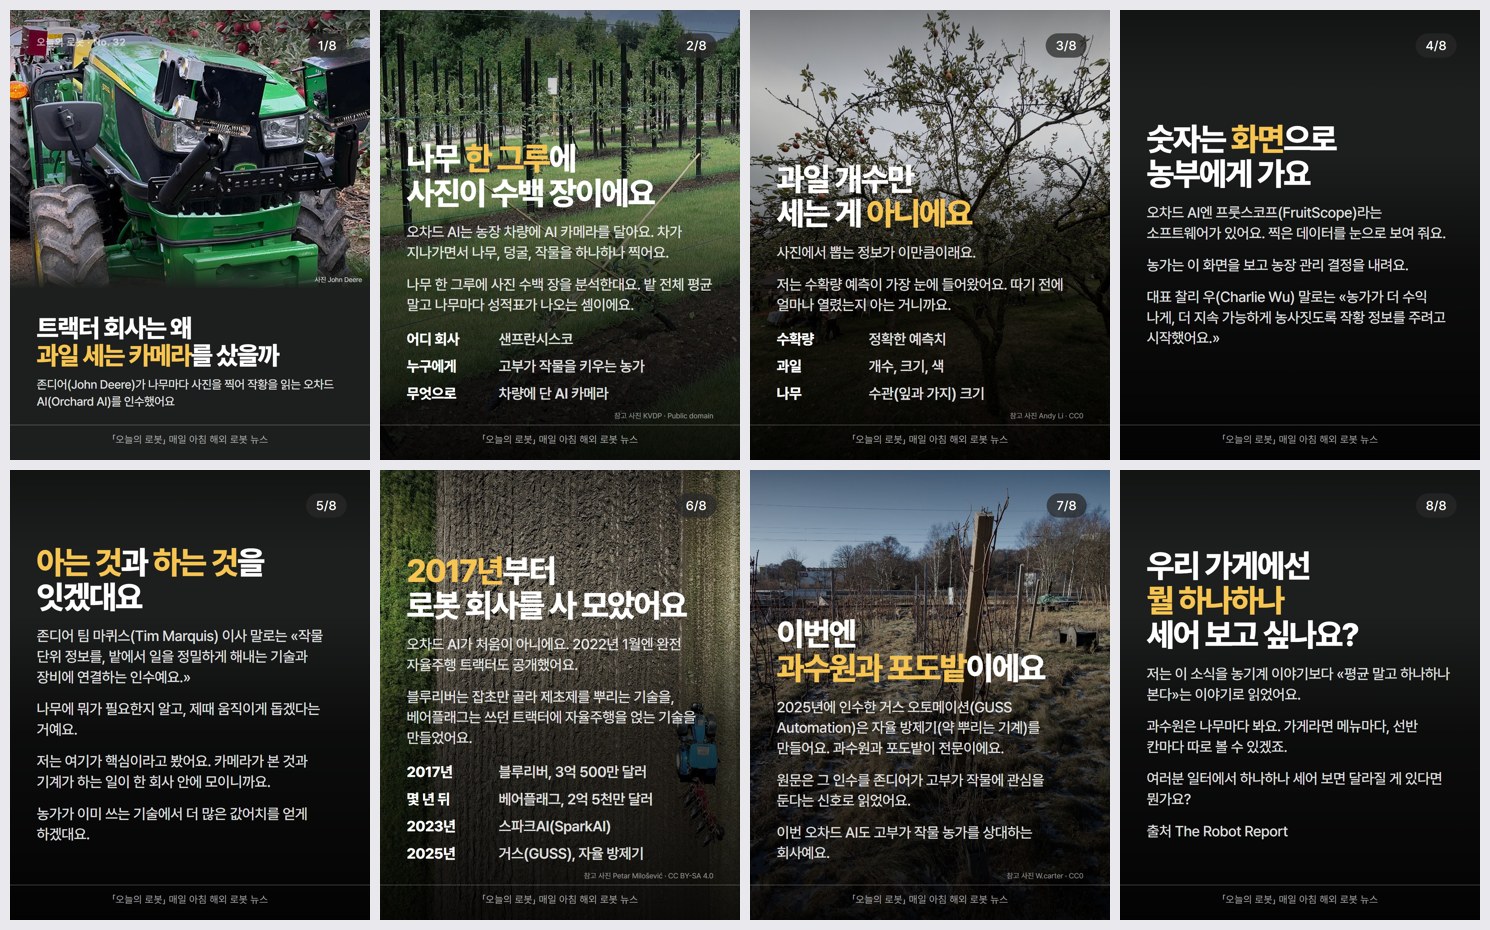 오늘의 로봇 · No. 32
1/8
사진 John Deere
트랙터 회사는 왜
과일 세는 카메라를 샀을까
존디어(John Deere)가 나무마다 사진을 찍어 작황을 읽는 오차드
AI(Orchard AI)를 인수했어요
「오늘의 로봇」 매일 아침 해외 로봇 뉴스
2/8
나무 한 그루에
사진이 수백 장이에요
오차드 AI는 농장 차량에 AI 카메라를 달아요. 차가
지나가면서 나무, 덩굴, 작물을 하나하나 찍어요.
나무 한 그루에 사진 수백 장을 분석한대요. 밭 전체 평균
말고 나무마다 성적표가 나오는 셈이에요.
어디 회사 샌프란시스코
누구에게 고부가 작물을 키우는 농가
무엇으로 차량에 단 AI 카메라
참고 사진 KVDP · Public domain
「오늘의 로봇」 매일 아침 해외 로봇 뉴스
3/8
과일 개수만
세는 게 아니에요
사진에서 뽑는 정보가 이만큼이래요.
저는 수확량 예측이 가장 눈에 들어왔어요. 따기 전에
얼마나 열렸는지 아는 거니까요.
수확량 정확한 예측치
과일 개수, 크기, 색
나무 수관(잎과 가지) 크기
참고 사진 Andy Li · CC0
「오늘의 로봇」 매일 아침 해외 로봇 뉴스
4/8
숫자는 화면으로
농부에게 가요
오차드 AI엔 프룻스코프(FruitScope)라는
소프트웨어가 있어요. 찍은 데이터를 눈으로 보여 줘요.
농가는 이 화면을 보고 농장 관리 결정을 내려요.
대표 찰리 우(Charlie Wu) 말로는 «농가가 더 수익
나게, 더 지속 가능하게 농사짓도록 작황 정보를 주려고
시작했어요.»
「오늘의 로봇」 매일 아침 해외 로봇 뉴스
5/8
아는 것과 하는 것을
잇겠대요
존디어 팀 마퀴스(Tim Marquis) 이사 말로는 «작물
단위 정보를, 밭에서 일을 정밀하게 해내는 기술과
장비에 연결하는 인수예요.»
나무에 뭐가 필요한지 알고, 제때 움직이게 돕겠다는
거예요.
저는 여기가 핵심이라고 봤어요. 카메라가 본 것과
기계가 하는 일이 한 회사 안에 모이니까요.
농가가 이미 쓰는 기술에서 더 많은 값어치를 얻게
하겠대요.
「오늘의 로봇」 매일 아침 해외 로봇 뉴스
6/8
2017년부터
로봇 회사를 사 모았어요
오차드 AI가 처음이 아니에요. 2022년 1월엔 완전
자율주행 트랙터도 공개했어요.
블루리버는 잡초만 골라 제초제를 뿌리는 기술을,
베어플래그는 쓰던 트랙터에 자율주행을 얹는 기술을
만들었어요.
2017년 블루리버, 3억 500만 달러
몇 년 뒤 베어플래그, 2억 5천만 달러
2023년 스파크AI(SparkAI)
2025년 거스(GUSS), 자율 방제기
참고 사진 Petar Milošević · CC BY-SA 4.0
「오늘의 로봇」 매일 아침 해외 로봇 뉴스
7/8
이번엔
과수원과 포도밭이에요
2025년에 인수한 거스 오토메이션(GUSS
Automation)은 자율 방제기(약 뿌리는 기계)를
만들어요. 과수원과 포도밭이 전문이에요.
원문은 그 인수를 존디어가 고부가 작물에 관심을
둔다는 신호로 읽었어요.
이번 오차드 AI도 고부가 작물 농가를 상대하는
회사예요.
참고 사진 W.carter · CC0
「오늘의 로봇」 매일 아침 해외 로봇 뉴스
8/8
우리 가게에선
뭘 하나하나
세어 보고 싶나요?
저는 이 소식을 농기계 이야기보다 «평균 말고 하나하나
본다»는 이야기로 읽었어요.
과수원은 나무마다 봐요. 가게라면 메뉴마다, 선반
칸마다 따로 볼 수 있겠죠.
여러분 일터에서 하나하나 세어 보면 달라질 게 있다면
뭔가요?
출처 The Robot Report
「오늘의 로봇」 매일 아침 해외 로봇 뉴스